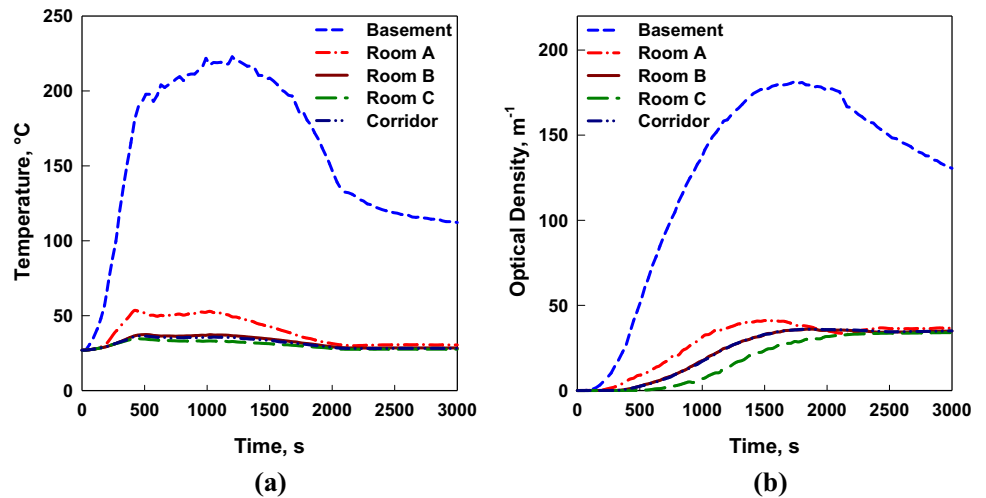 250
200
150
100
50
0
Temperature, °C
Basement
Room A
Room B
Room C
Corridor
0 500 1000 1500 2000 2500 3000
Time, s
(a)
200
150
100
50
0
Optical Density, m⁻¹
Basement
Room A
Room B
Room C
Corridor
0 500 1000 1500 2000 2500 3000
Time, s
(b)